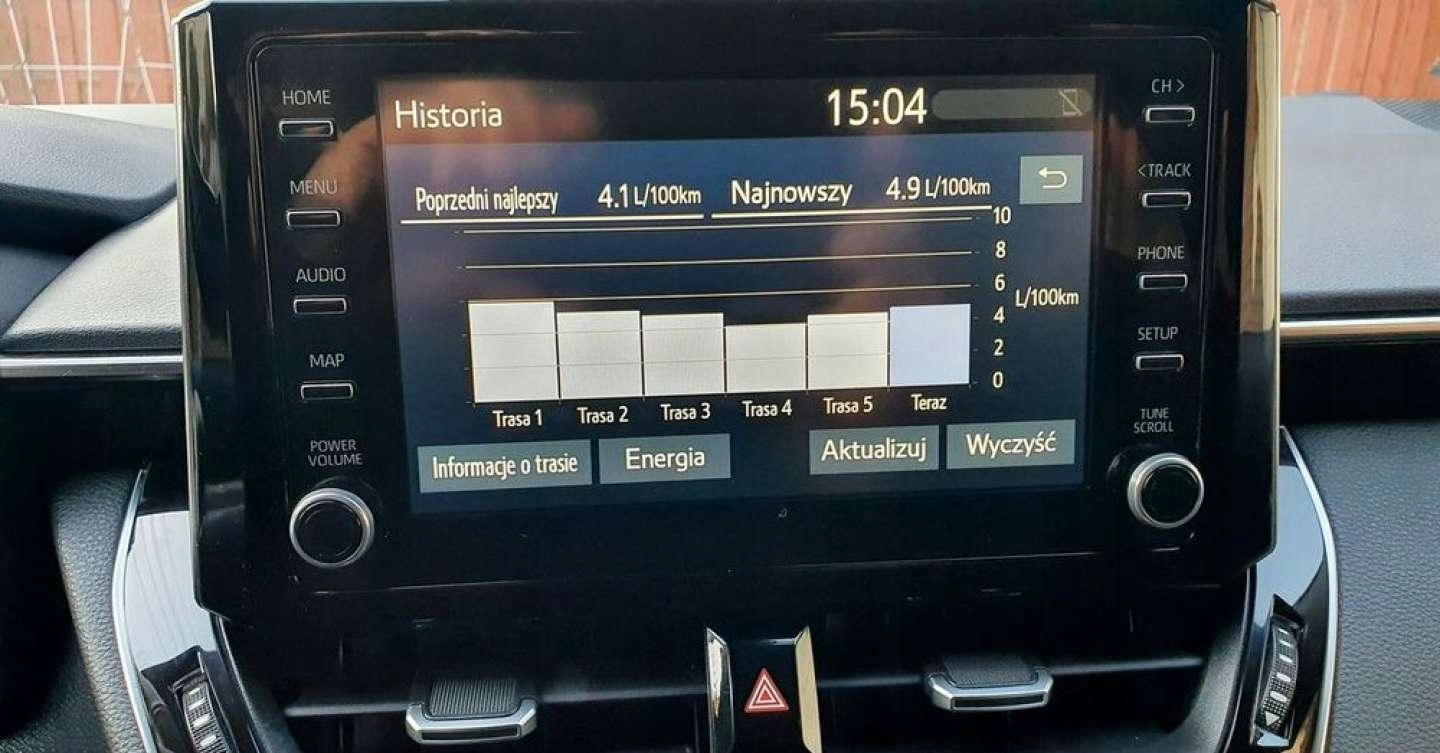 HOME
MENU
AUDIO
MAP
POWER
VOLUME
Historia 15:04
Poprzedni najlepszy 4.1 L/100km Najnowszy 4.9 L/100km
10
8
6
L/100km
4
2
0
Trasa 1 Trasa 2 Trasa 3 Trasa 4 Trasa 5 Teraz
Informacje o trasie Energia Aktualizuj Wyczyść
CH >
<TRACK
PHONE
SETUP
TUNE
SCROLL